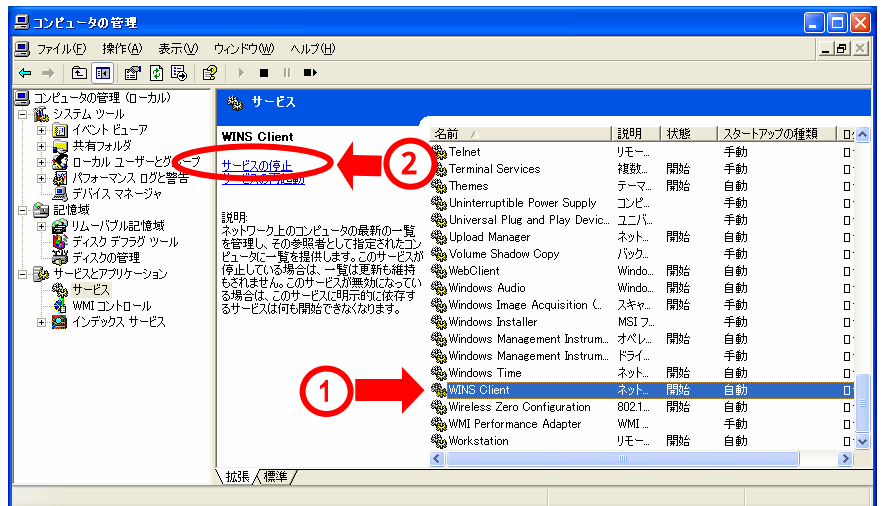 コンピュータの管理
ファイル(F) 操作(A) 表示(V) ウィンドウ(W) ヘルプ(H)
コンピュータの管理 (ローカル)
システム ツール
イベント ビューア
共有フォルダ
ローカル ユーザーとグループ
パフォーマンス ログと警告
デバイス マネージャ
記憶域
リムーバブル記憶域
ディスク デフラグ ツール
ディスクの管理
サービスとアプリケーション
サービス
WMI コントロール
インデックス サービス
サービス
WINS Client
サービスの停止
サービスの再起動
2
説明:
ネットワーク上のコンピュータの最新の一覧
を管理し、その参照者として指定されたコン
ピュータに一覧を提供します。このサービスが
停止している場合は、一覧は更新も維持
もされません。このサービスが無効になってい
る場合は、このサービスに明示的に依存す
るサービスは何も開始できなくなります。
1
名前 説明 状態 スタートアップの種類 ロ
Telnet リモー... 手動 ロ
Terminal Services 複数... 開始 手動 ロ
Themes テーマ... 開始 自動 ロ
Uninterruptible Power Supply コンピ... 手動 ロ
Universal Plug and Play Devic... ユニバ... 手動 ロ
Upload Manager ネット... 開始 自動 ロ
Volume Shadow Copy バック... 手動 ロ
WebClient Windo... 開始 自動 ロ
Windows Audio Windo... 開始 自動 ロ
Windows Image Acquisition (... スキャ... 開始 手動 ロ
Windows Installer MSI フ... 手動 ロ
Windows Management Instrum... オペレ... 開始 自動 ロ
Windows Management Instrum... ドライ... 手動 ロ
Windows Time ネット... 開始 自動 ロ
WINS Client ネット... 開始 自動 ロ
Wireless Zero Configuration 802.1... 開始 自動 ロ
WMI Performance Adapter WMI ... 手動 ロ
Workstation リモー... 開始 自動 ロ
拡張 標準